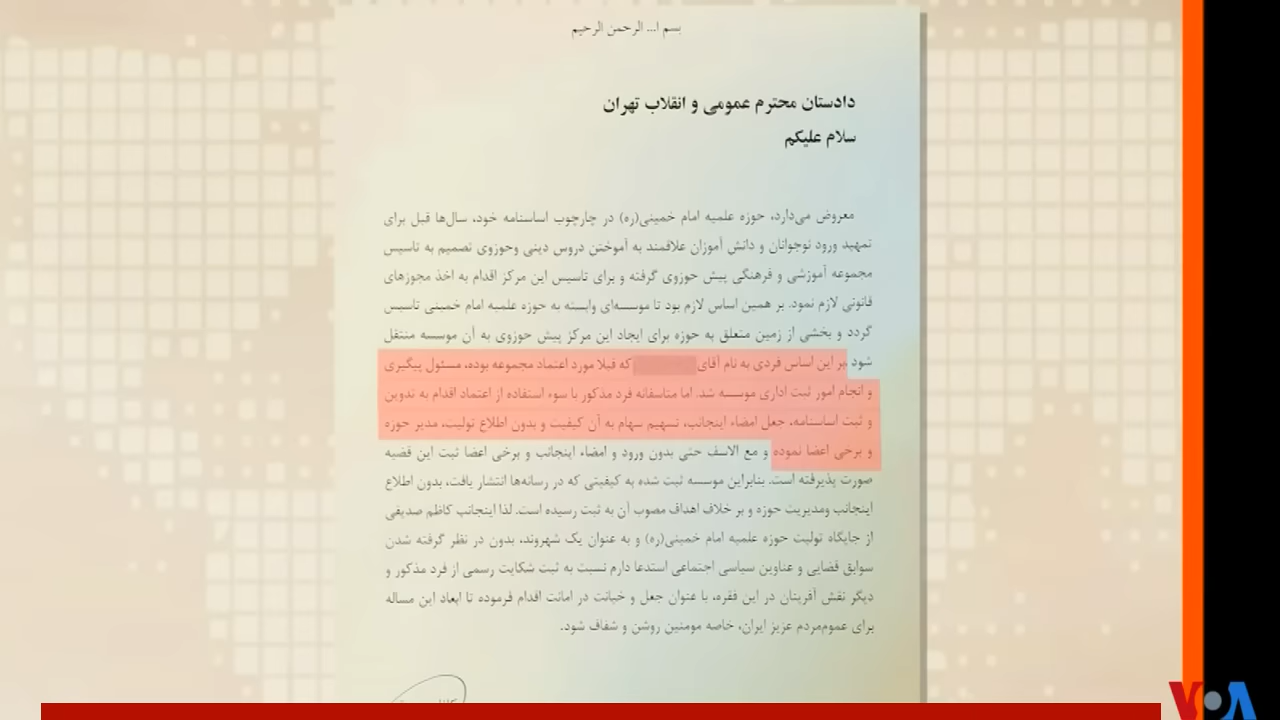 بسم ا... الرحمن الرحیم
دادستان محترم عمومی و انقلاب تهران
سلام علیکم
معروض می‌دارد، حوزه علمیه امام خمینی(ره) در چارچوب اساسنامه خود، سال‌ها قبل برای
تمهید ورود نوجوانان و دانش آموزان علاقمند به آموختن دروس دینی وحوزوی تصمیم به تاسیس
مجموعه آموزشی و فرهنگی پیش حوزوی گرفته و برای تاسیس این مرکز اقدام به اخذ مجوزهای
قانونی لازم نمود. بر همین اساس لازم بود تا موسسه‌ای وابسته به حوزه علمیه امام خمینی تاسیس
گردد و بخشی از زمین متعلق به حوزه برای ایجاد این مرکز پیش حوزوی به آن موسسه منتقل
شود بر این اساس فردی به نام آقای که قبلا مورد اعتماد مجموعه بوده، مسئول پیگیری
و انجام امور ثبت اداری موسسه شد. اما متاسفانه فرد مذکور با سوء استفاده از اعتماد اقدام به تدوین
و ثبت اساسنامه، جعل امضاء اینجانب، تسهیم سهام به آن کیفیت و بدون اطلاع تولیت، مدیر حوزه
و برخی اعضا نموده و مع الاسف حتی بدون ورود و امضاء اینجانب و برخی اعضا ثبت این قضیه
صورت پذیرفته است. بنابراین موسسه ثبت شده به کیفیتی که در رسانه‌ها انتشار یافت، بدون اطلاع
اینجانب ومدیریت حوزه و بر خلاف اهداف مصوب آن به ثبت رسیده است. لذا اینجانب کاظم صدیقی
از جایگاه تولیت حوزه علمیه امام خمینی(ره) و به عنوان یک شهروند، بدون در نظر گرفته شدن
سوابق قضایی و عناوین سیاسی اجتماعی استدعا دارم نسبت به ثبت شکایت رسمی از فرد مذکور و
دیگر نقش آفرینان در این فقره، با عنوان جعل و خیانت در امانت اقدام فرموده تا ابعاد این مساله
برای عموم‌مردم عزیز ایران، خاصه مومنین روشن و شفاف شود.
VOA